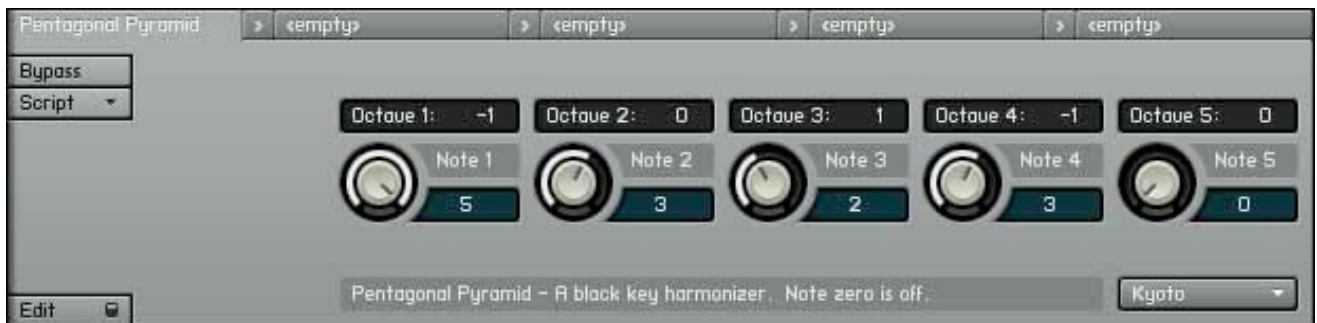 Pentagonal Pyramid > <empty> > <empty> > <empty> > <empty>
Bypass
Script
Octave 1: -1 Octave 2: 0 Octave 3: 1 Octave 4: -1 Octave 5: 0
Note 1 Note 2 Note 3 Note 4 Note 5
5 3 2 3 0
Pentagonal Pyramid - A black key harmonizer. Note zero is off. Kyoto
Edit